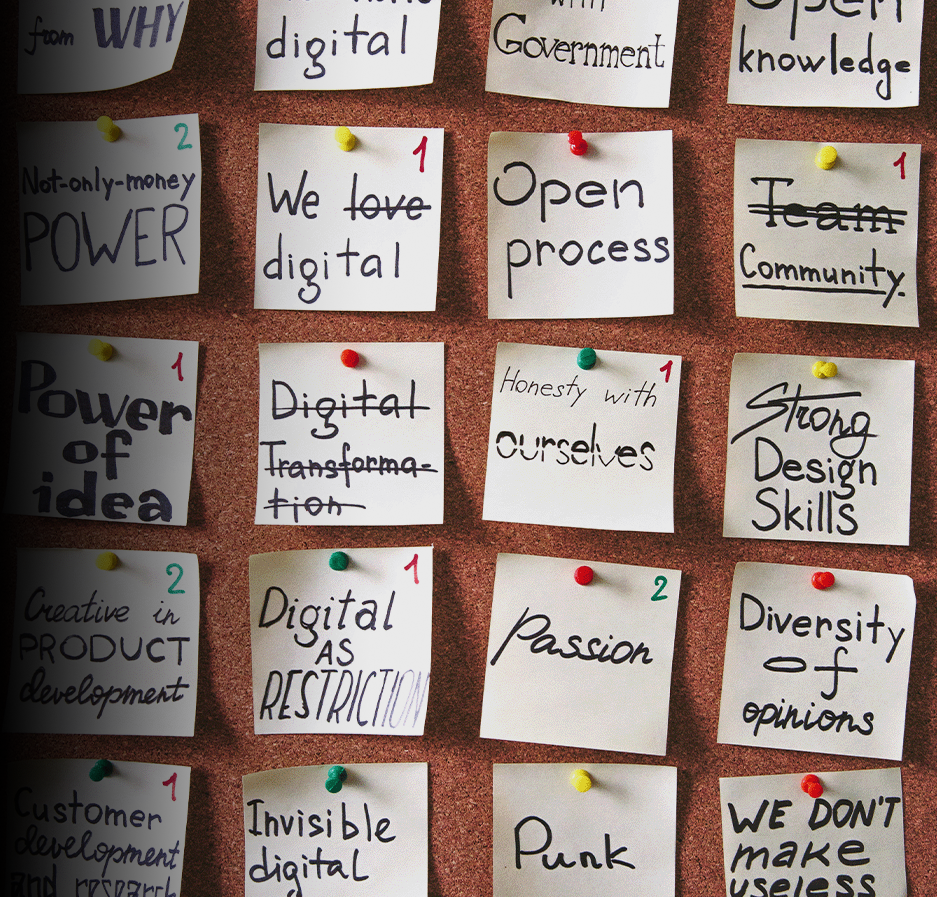 from WHY
digital
with
Government
Open
knowledge
2
Not-only-money
POWER
1
We love
digital
Open
process
1
Team
Community.
1
Power
of
idea
Digital
Transforma-
tion
1
Honesty with
ourselves
Strong
Design
Skills
2
Creative in
PRODUCT
development
1
Digital
AS
RESTRICTION
2
Passion
Diversity
of
opinions
1
Customer
development
and research
Invisible
digital
Punk
WE DON'T
make
useless